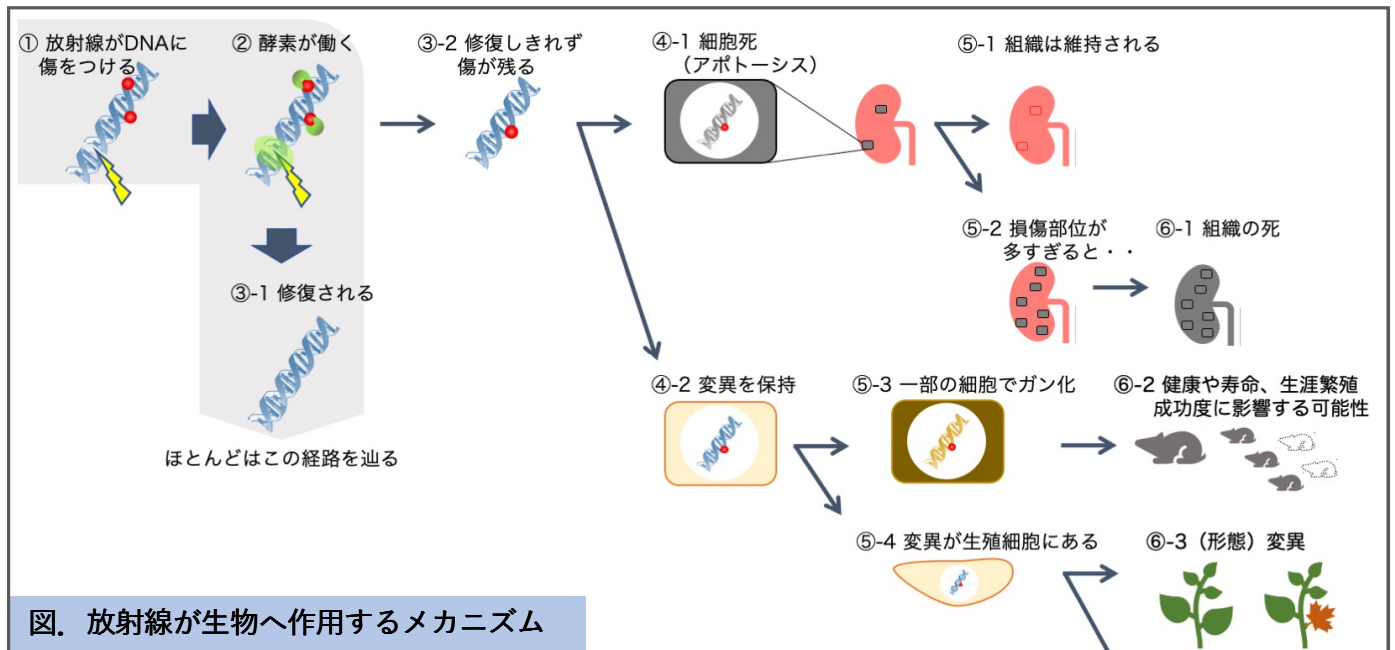 ① 放射線がDNAに
傷をつける
② 酵素が働く
③-2 修復しきれず
傷が残る
④-1 細胞死
（アポトーシス）
⑤-1 組織は維持される
⑤-2 損傷部位が
多すぎると・・
⑥-1 組織の死
③-1 修復される
ほとんどはこの経路を辿る
④-2 変異を保持
⑤-3 一部の細胞でガン化
⑥-2 健康や寿命、生涯繁殖
成功度に影響する可能性
⑤-4 変異が生殖細胞にある
⑥-3（形態）変異
図．放射線が生物へ作用するメカニズム